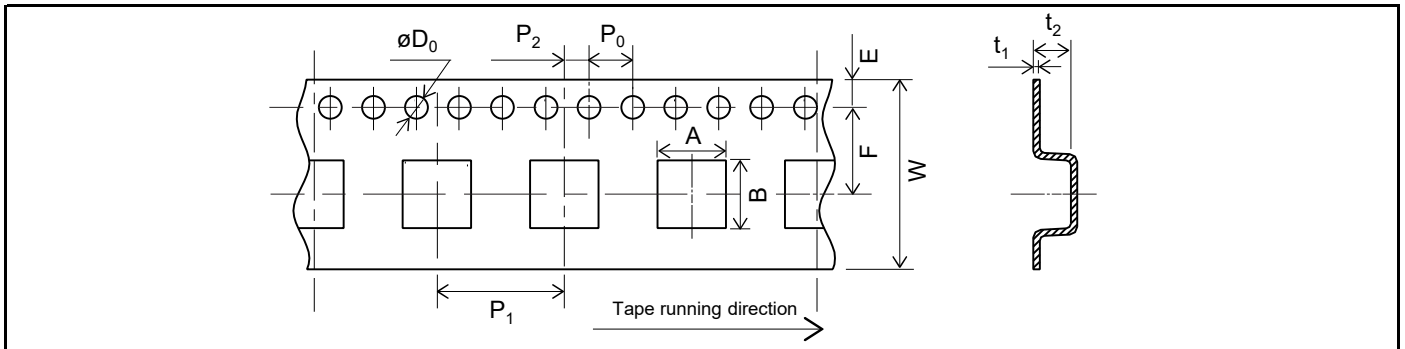 t₂
øD₀
P₂
P₀
t₁
E
A
F
W
B
P₁
Tape running direction